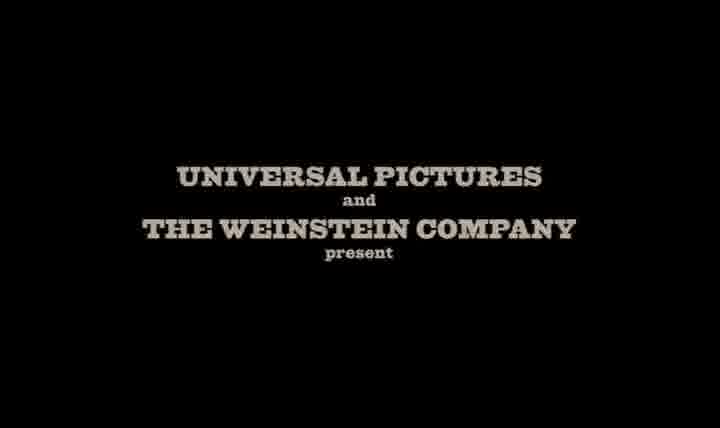 UNIVERSAL PICTURES
and
THE WEINSTEIN COMPANY
present